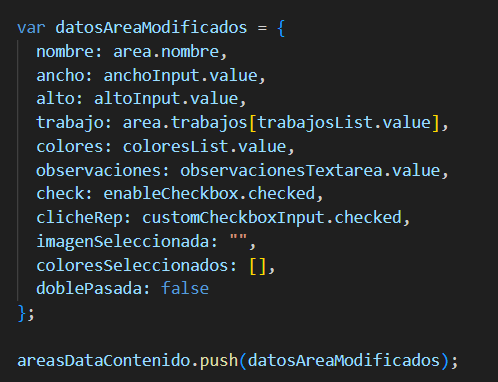 var datosAreaModificados = {
nombre: area.nombre,
ancho: anchoInput.value,
alto: altoInput.value,
trabajo: area.trabajos[trabajosList.value],
colores: coloresList.value,
observaciones: observacionesTextarea.value,
check: enableCheckbox.checked,
clicheRep: customCheckboxInput.checked,
imagenSeleccionada: "",
coloresSeleccionados: [],
doblePasada: false
};
areasDataContenido.push(datosAreaModificados);